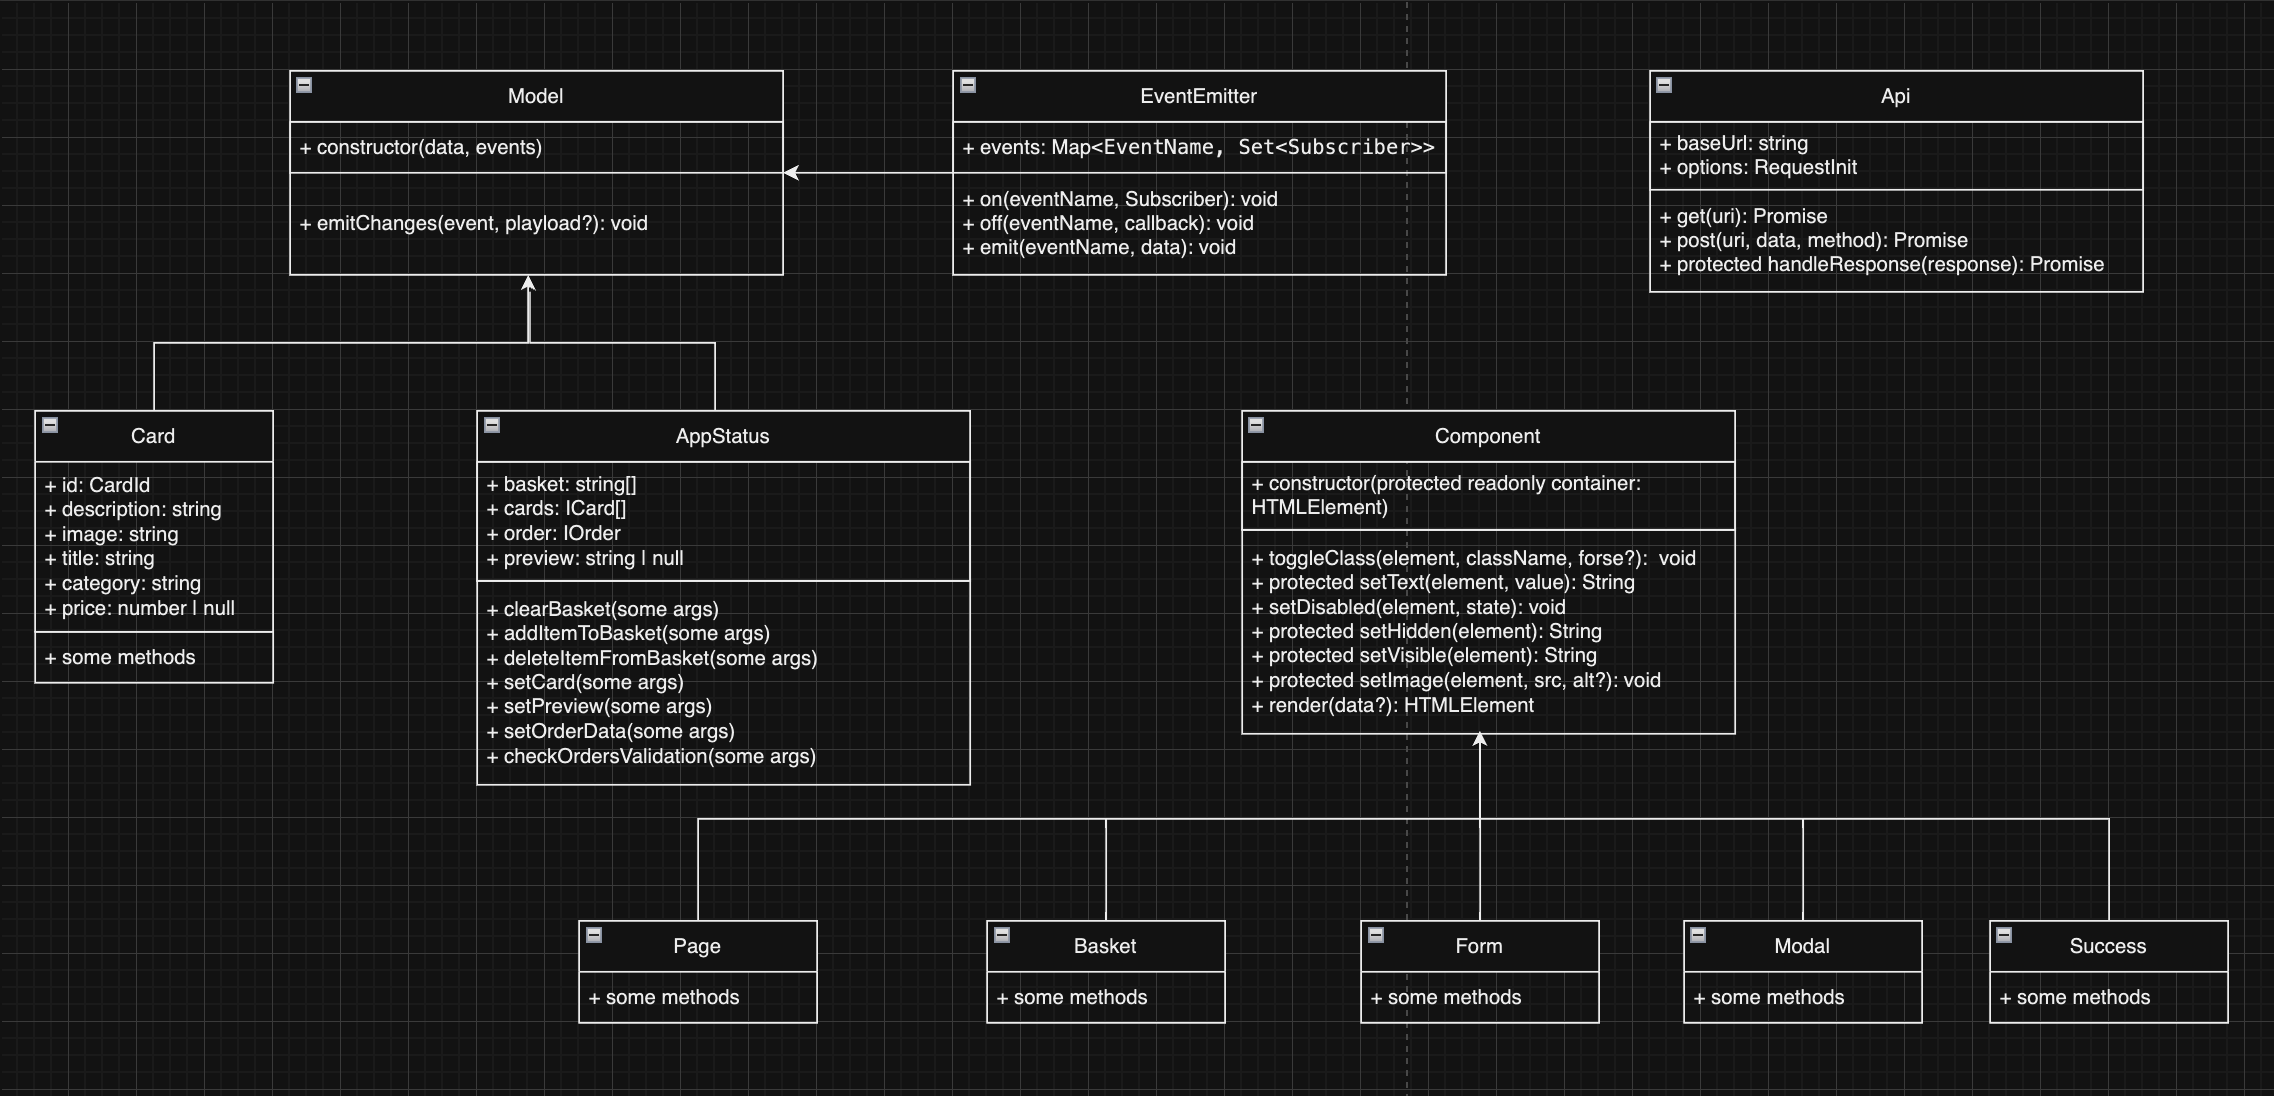 Model
+ constructor(data, events)
+ emitChanges(event, playload?): void
EventEmitter
+ events: Map<EventName, Set<Subscriber>>
+ on(eventName, Subscriber): void
+ off(eventName, callback): void
+ emit(eventName, data): void
Api
+ baseUrl: string
+ options: RequestInit
+ get(uri): Promise
+ post(uri, data, method): Promise
+ protected handleResponse(response): Promise
Card
+ id: CardId
+ description: string
+ image: string
+ title: string
+ category: string
+ price: number | null
+ some methods
AppStatus
+ basket: string[]
+ cards: ICard[]
+ order: IOrder
+ preview: string | null
+ clearBasket(some args)
+ addItemToBasket(some args)
+ deleteItemFromBasket(some args)
+ setCard(some args)
+ setPreview(some args)
+ setOrderData(some args)
+ checkOrdersValidation(some args)
Component
+ constructor(protected readonly container:
HTMLElement)
+ toggleClass(element, className, forse?):  void
+ protected setText(element, value): String
+ setDisabled(element, state): void
+ protected setHidden(element): String
+ protected setVisible(element): String
+ protected setImage(element, src, alt?): void
+ render(data?): HTMLElement
Page
+ some methods
Basket
+ some methods
Form
+ some methods
Modal
+ some methods
Success
+ some methods